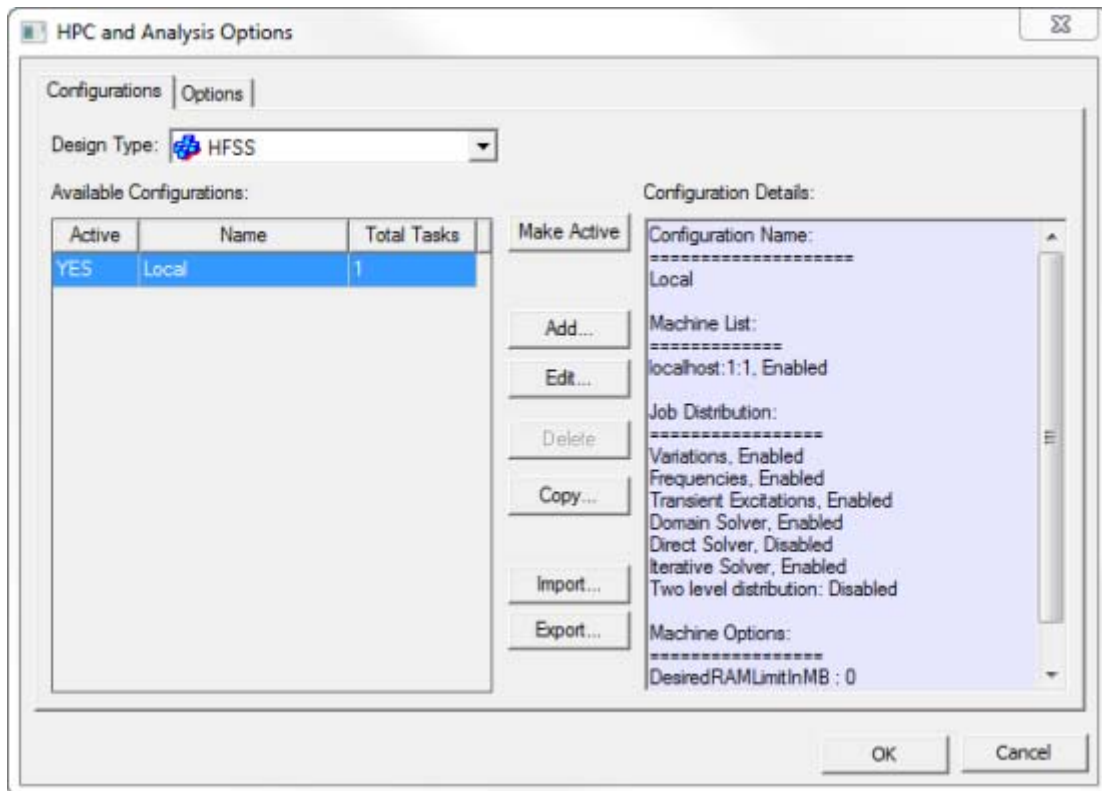 HPC and Analysis Options
Configurations Options
Design Type: HFSS
Available Configurations:
Active Name Total Tasks
YES Local 1
Make Active
Add...
Edit...
Delete
Copy...
Import...
Export...
Configuration Details:
Configuration Name:
====================
Local
Machine List:
=============
localhost:1:1, Enabled
Job Distribution:
=================
Variations, Enabled
Frequencies, Enabled
Transient Excitations, Enabled
Domain Solver, Enabled
Direct Solver, Disabled
Iterative Solver, Enabled
Two level distribution: Disabled
Machine Options:
=================
DesiredRAMLimitInMB : 0
OK Cancel